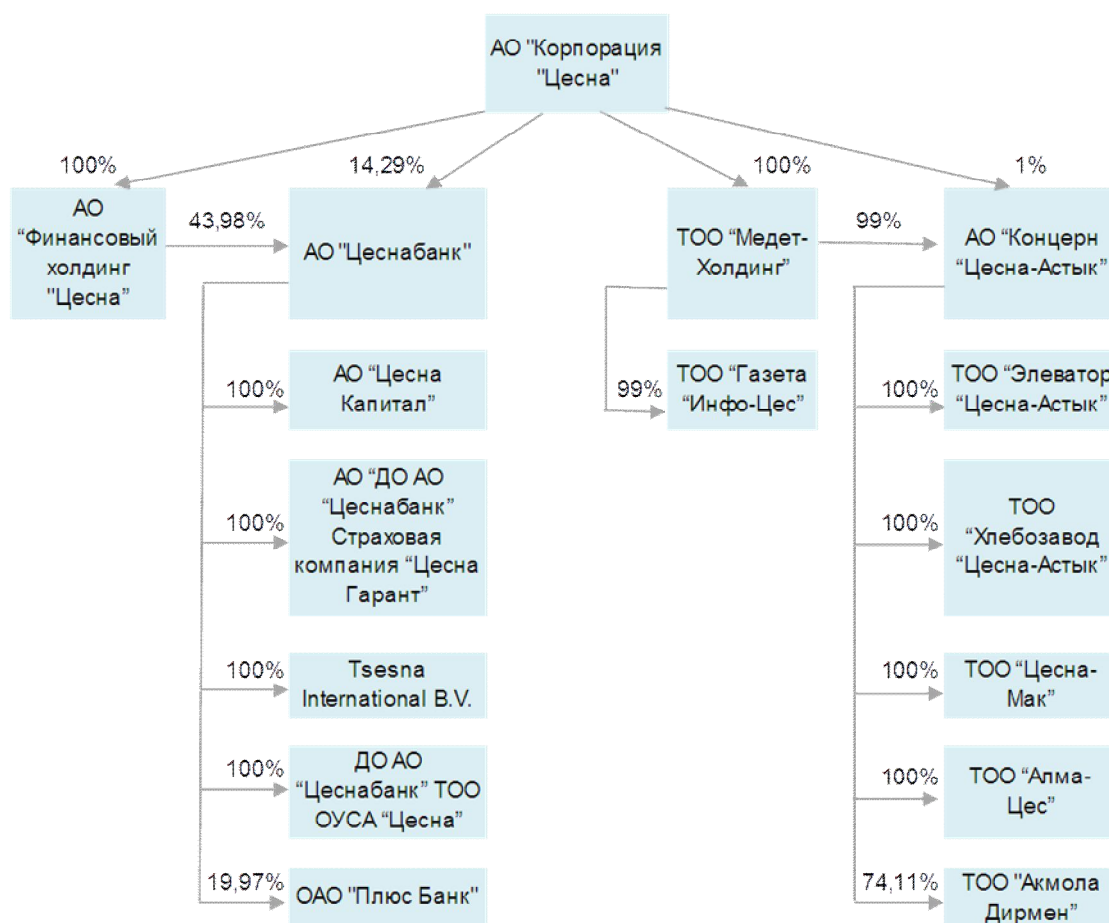 АО "Корпорация
"Цесна"
100%
14,29%
100%
1%
АО
“Финансовый
холдинг
"Цесна”
43,98%
АО "Цеснабанк"
ТОО “Медет-
Холдинг”
99%
АО “Концерн
“Цесна-Астык”
100%
АО “Цесна
Капитал”
99%
ТОО “Газета
“Инфо-Цес”
100%
ТОО “Элеватор
“Цесна-Астык”
100%
АО “ДО АО
“Цеснабанк”
Страховая
компания “Цесна
Гарант”
100%
ТОО
“Хлебозавод
“Цесна-Астык”
100%
Tsesna
International B.V.
100%
ТОО “Цесна-
Мак”
100%
ДО АО
“Цеснабанк” ТОО
ОУСА “Цесна”
100%
ТОО “Алма-
Цес”
19,97%
ОАО "Плюс Банк"
74,11%
ТОО "Акмола
Дирмен”